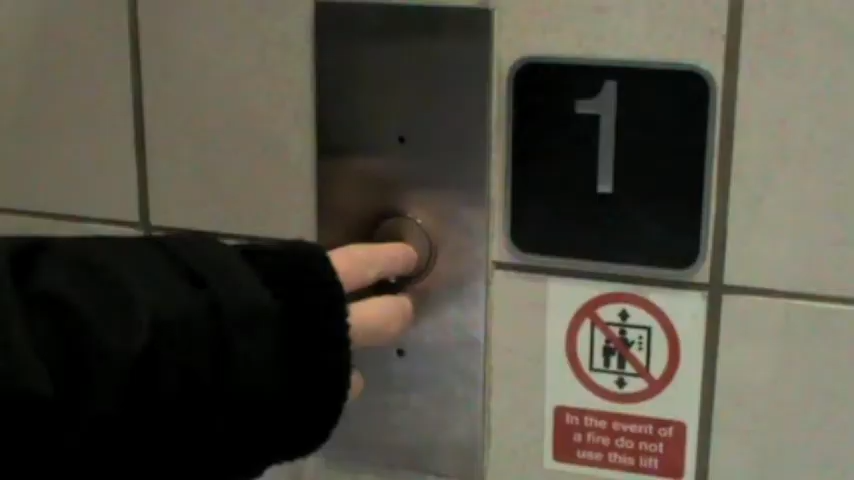 1
In the event of
a fire do not
use this lift